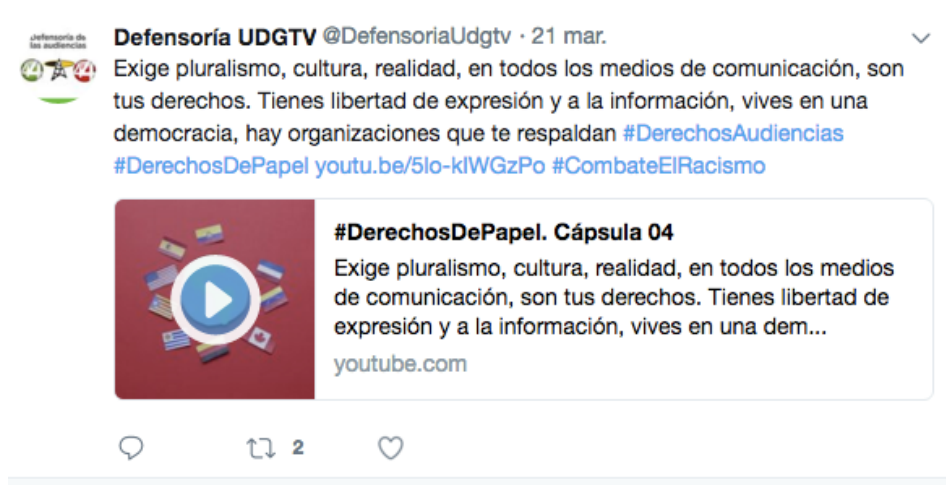 Defensoría de
las audiencias
44 44
Defensoría UDGTV @DefensoriaUdgtv · 21 mar.
Exige pluralismo, cultura, realidad, en todos los medios de comunicación, son
tus derechos. Tienes libertad de expresión y a la información, vives en una
democracia, hay organizaciones que te respaldan #DerechosAudiencias
#DerechosDePapel youtu.be/5lo-kIWGzPo #CombateElRacismo
#DerechosDePapel. Cápsula 04
Exige pluralismo, cultura, realidad, en todos los medios
de comunicación, son tus derechos. Tienes libertad de
expresión y a la información, vives en una dem...
youtube.com
2